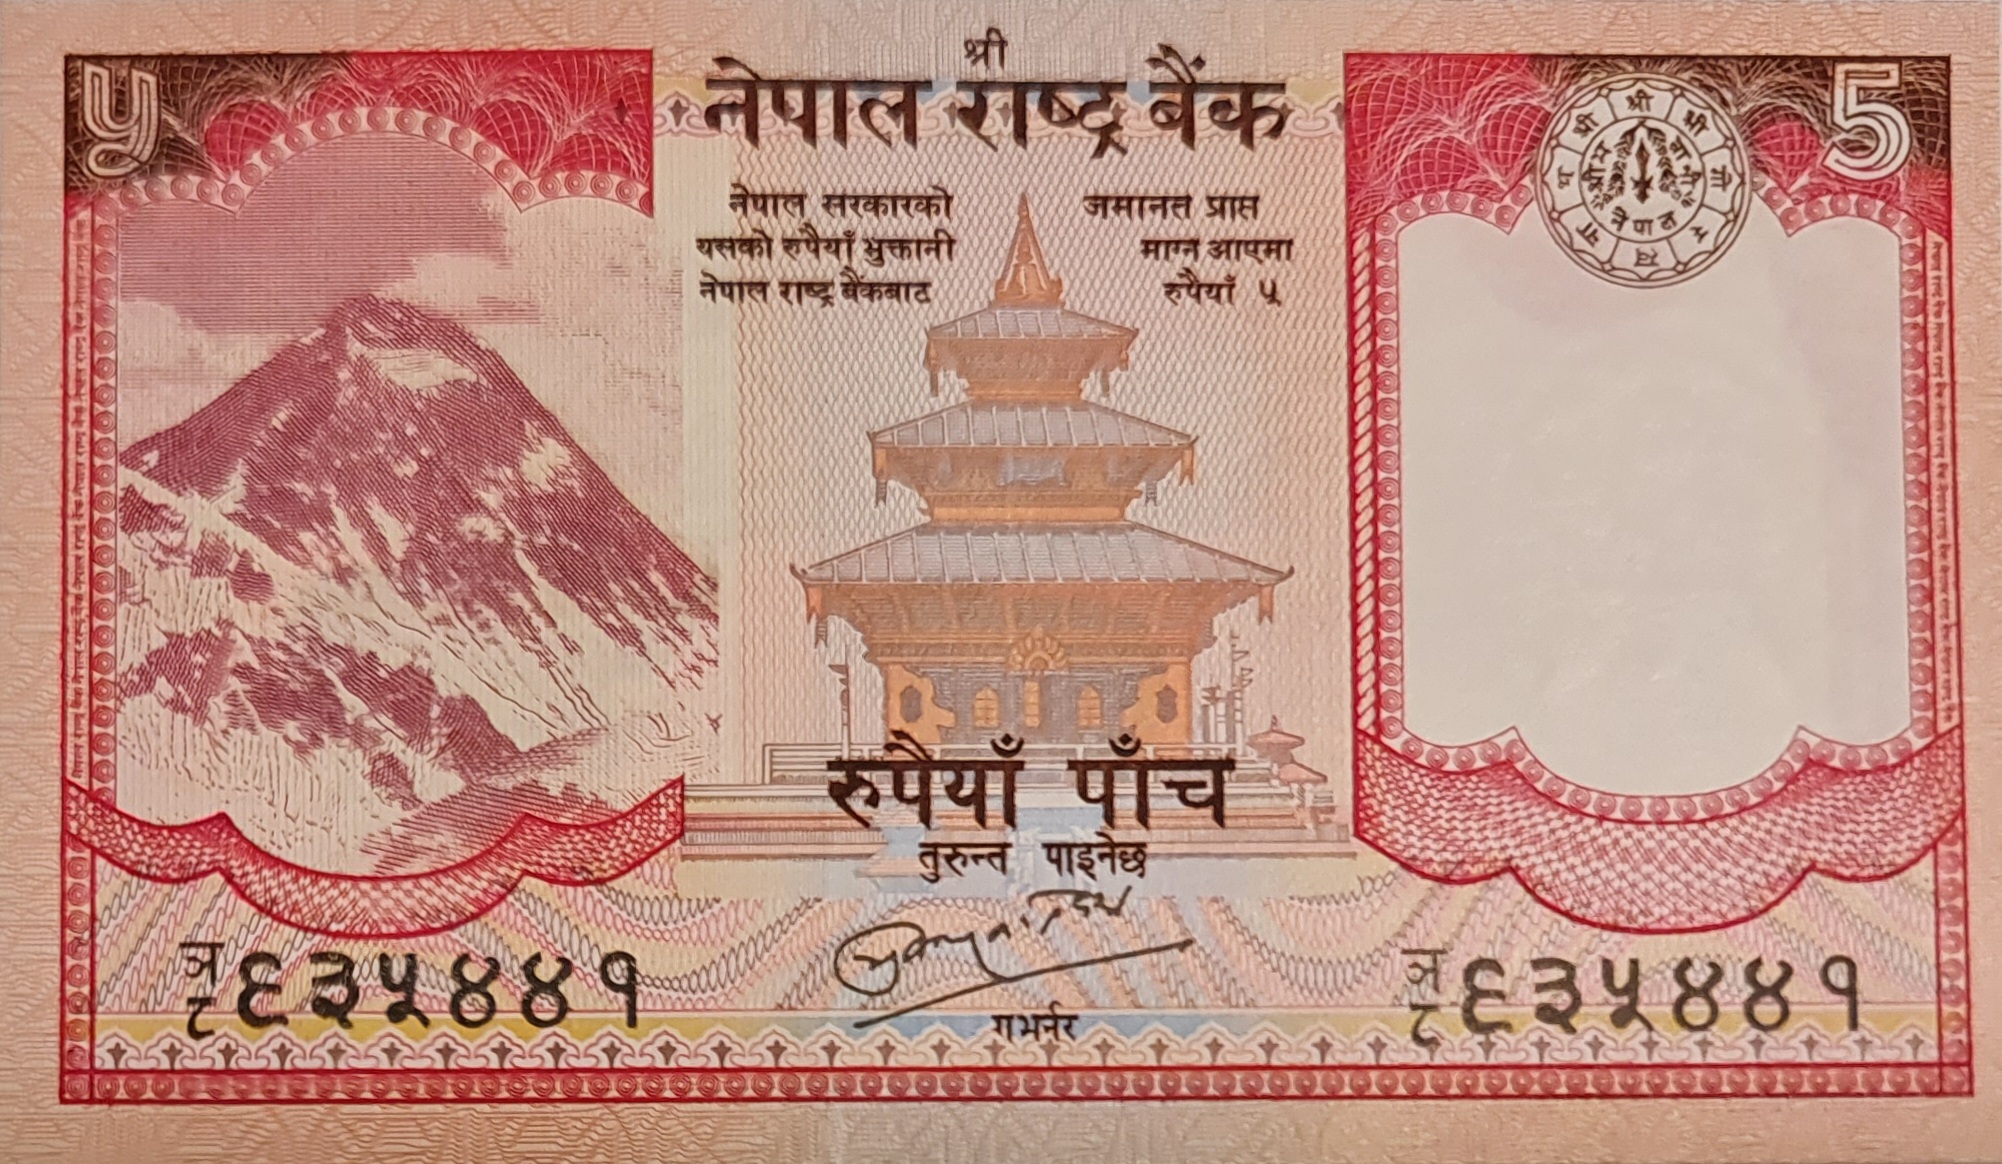 ५
श्री
5
नेपाल राष्ट्र बैंक
नेपाल सरकारको जमानत प्राप्त
यसको रुपैयाँ भुक्तानी माग्न आएमा
नेपाल राष्ट्र बैंकबाट रुपैयाँ ५
रुपैयाँ पाँच
तुरुन्त पाइनेछ
ञ/८ ६३५४४१
ञ/८ ६३५४४१
गभर्नर